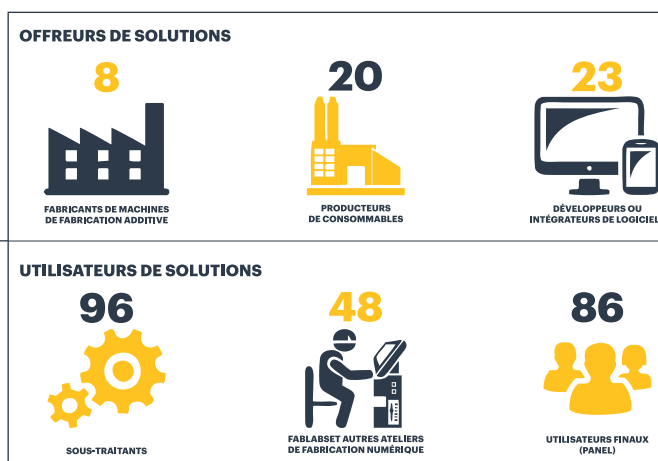 OFFREURS DE SOLUTIONS
8
20
23
FABRICANTS DE MACHINES
DE FABRICATION ADDITIVE
PRODUCTEURS
DE CONSOMMABLES
DÉVELOPPEURS OU
INTÉGRATEURS DE LOGICIEL
UTILISATEURS DE SOLUTIONS
96
48
86
SOUS-TRAITANTS
FABLABSET AUTRES ATELIERS
DE FABRICATION NUMÉRIQUE
UTILISATEURS FINAUX
(PANEL)